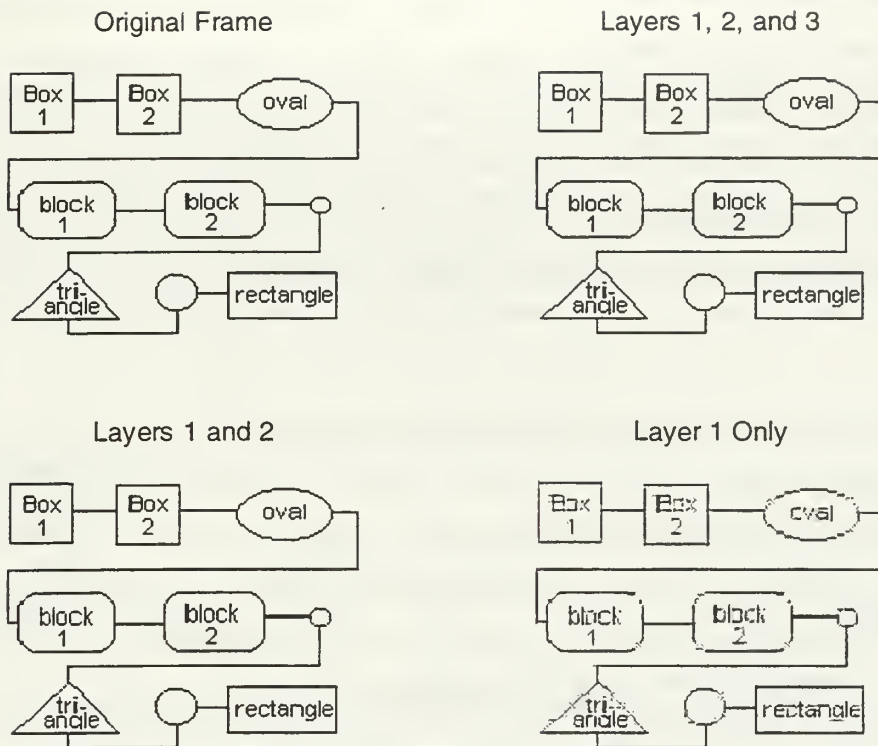 Original Frame
Box
1
Box
2
oval
block
1
block
2
tri-
angle
rectangle
Layers 1, 2, and 3
Box
1
Box
2
oval
block
1
block
2
tri-
angle
rectangle
Layers 1 and 2
Box
1
Box
2
oval
block
1
block
2
tri-
angle
rectangle
Layer 1 Only
Box
1
Box
2
oval
block
1
block
2
tri-
angle
rectangle